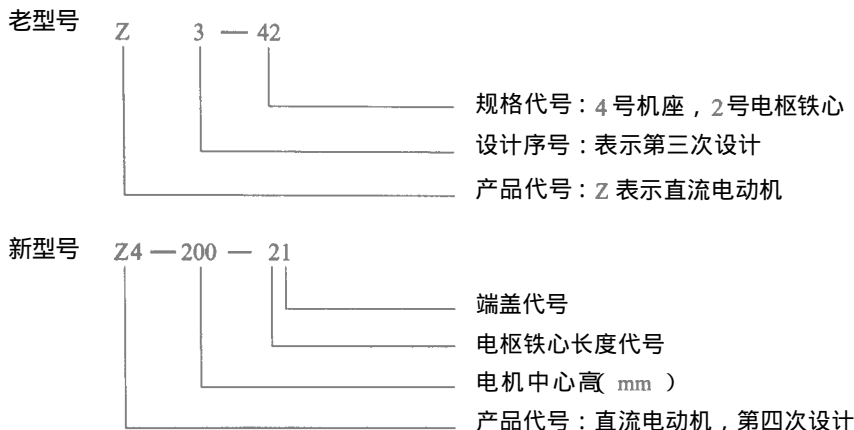 老型号 Z 3 — 42
规格代号：4号机座，2号电枢铁心
设计序号：表示第三次设计
产品代号：Z 表示直流电动机
新型号 Z4 — 200 — 21
端盖代号
电枢铁心长度代号
电机中心高( mm ）
产品代号：直流电动机，第四次设计